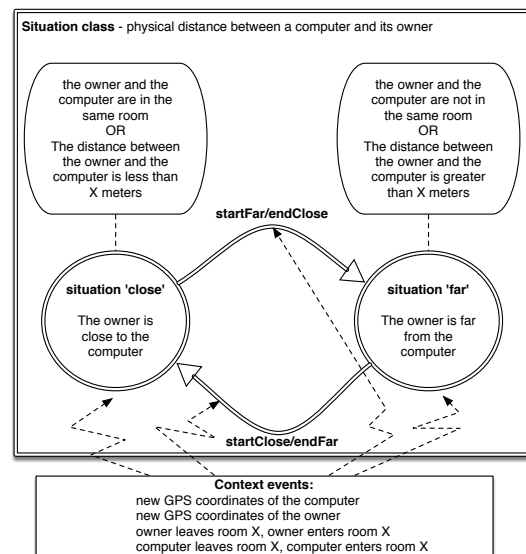 Situation class - physical distance between a computer and its owner
the owner and the
computer are in the
same room
OR
The distance between
the owner and the
computer is less than
X meters
the owner and the
computer are not in
the same room
OR
The distance between
the owner and the
computer is greater
than X meters
startFar/endClose
situation 'close'
The owner is
close to the
computer
situation 'far'
The owner is far
from the
computer
startClose/endFar
Context events:
new GPS coordinates of the computer
new GPS coordinates of the owner
owner leaves room X, owner enters room X
computer leaves room X, computer enters room X